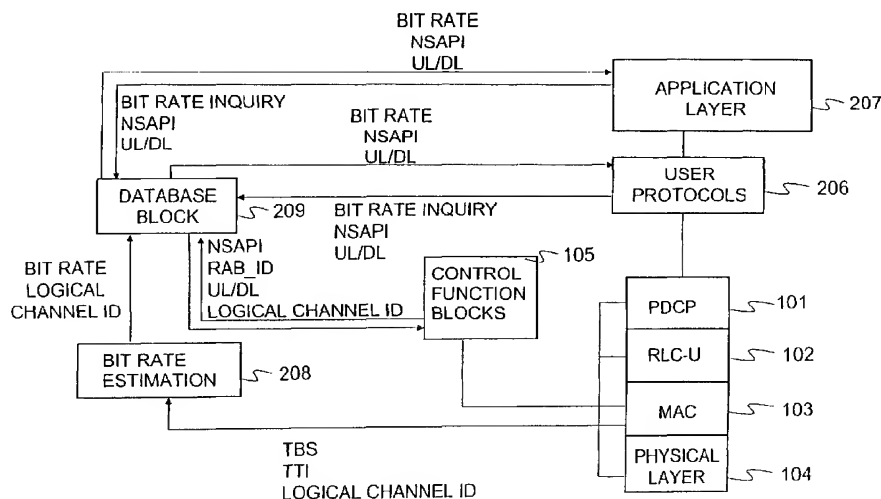 BIT RATE
NSAPI
UL/DL
BIT RATE INQUIRY
NSAPI
UL/DL
BIT RATE
NSAPI
UL/DL
APPLICATION
LAYER
207
DATABASE
BLOCK
209
USER
PROTOCOLS
206
BIT RATE INQUIRY
NSAPI
UL/DL
BIT RATE
LOGICAL
CHANNEL ID
NSAPI
RAB_ID
UL/DL
LOGICAL CHANNEL ID
105
CONTROL
FUNCTION
BLOCKS
PDCP
101
RLC-U
102
BIT RATE
ESTIMATION
208
MAC
103
PHYSICAL
LAYER
104
TBS
TTI
LOGICAL CHANNEL ID